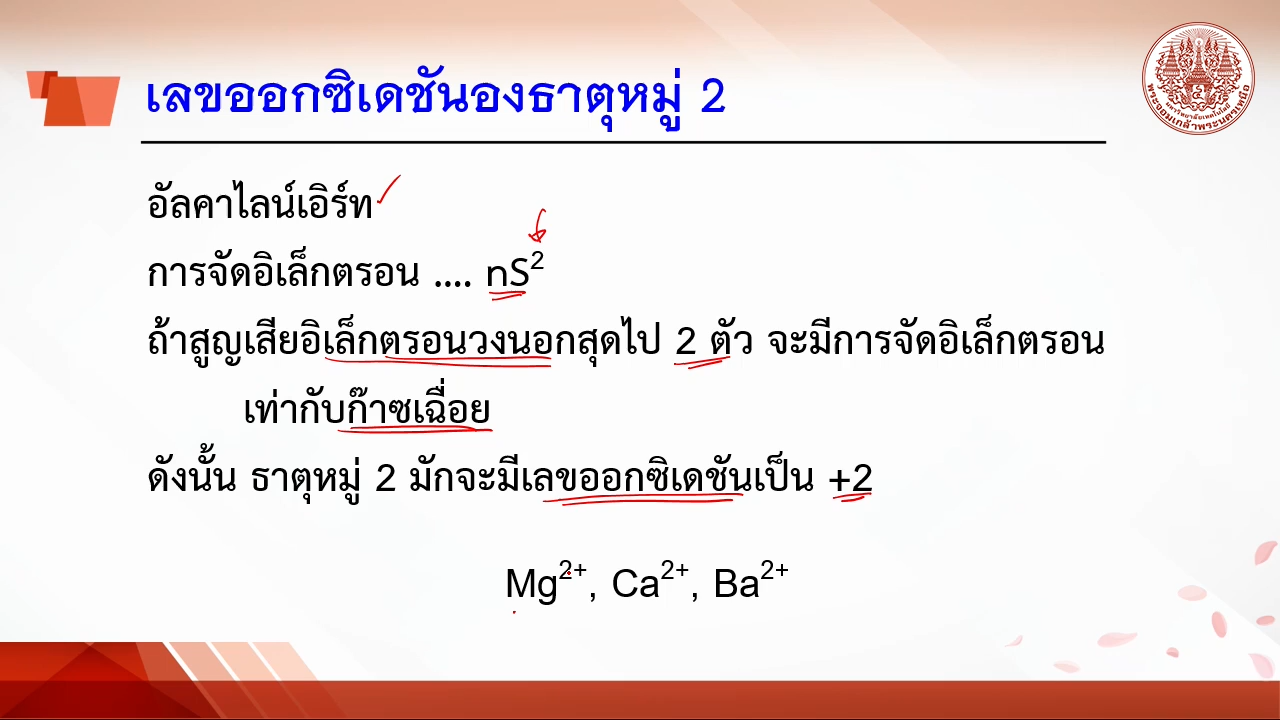 เลขออกซิเดชันองธาตุหมู่ 2
อัลคาไลน์เอิร์ท
การจัดอิเล็กตรอน .... nS²
ถ้าสูญเสียอิเล็กตรอนวงนอกสุดไป 2 ตัว จะมีการจัดอิเล็กตรอน
เท่ากับก๊าซเฉื่อย
ดังนั้น ธาตุหมู่ 2 มักจะมีเลขออกซิเดชันเป็น +2
Mg²⁺, Ca²⁺, Ba²⁺